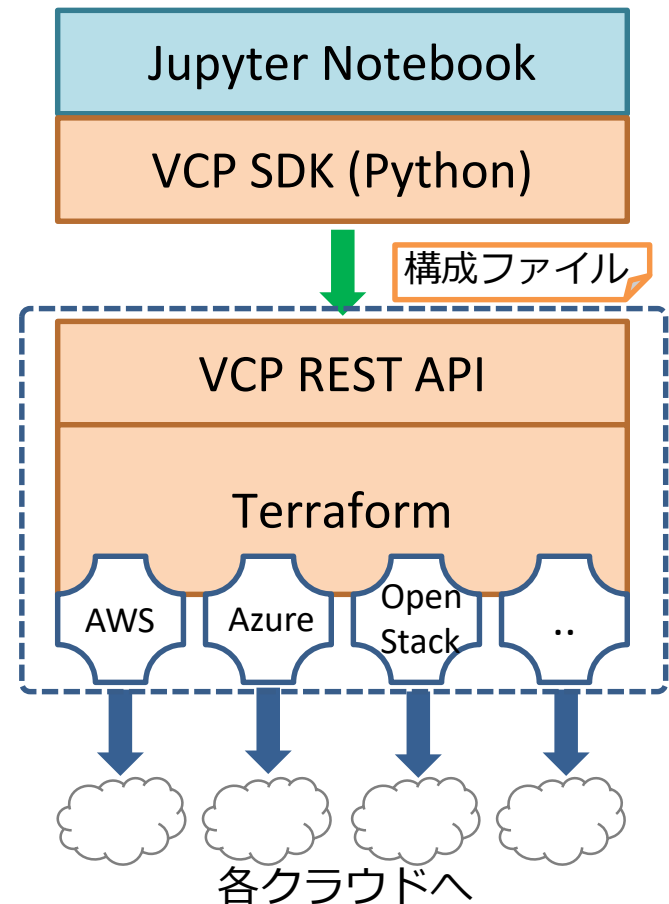 Jupyter Notebook
VCP SDK (Python)
構成ファイル
VCP REST API
Terraform
AWS
Azure
Open
Stack
..
各クラウドへ